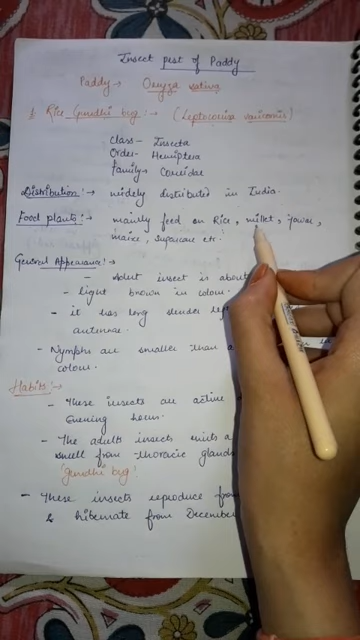 Insect pest of Paddy
Paddy → Oryza sativa
1) Rice Gundhi bug :→ (Leptocorisa
Class- Insecta
Order- Hemiptera
Family- Coreidae
Distribution :→ widely distributed in India.
Food plants :→ mainly feed on Rice, millet, Jowar,
maize, sugarcane etc.
General Appearance :→
- Adult insect is about
- light brown in colour.
- it has long slender
antennae.
- Nymphs are smaller than
colour.
Habits :→
- These insects are active
Evening hours.
- The adults insects emits a
smell from thoracic glands
'gundhi bug'
- These insects reproduce from
& hibernate from December